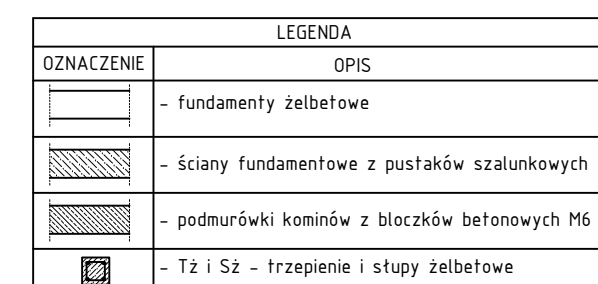 LEGENDA
OZNACZENIE OPIS
- fundamenty żelbetowe
- ściany fundamentowe z pustaków szalunkowych
- podmurówki kominów z bloczków betonowych M6
- Tż i Sż - trzepienie i słupy żelbetowe